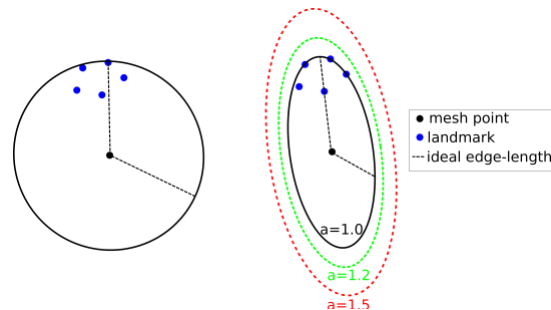 mesh point
landmark
ideal edge-length
a=1.0
a=1.2
a=1.5